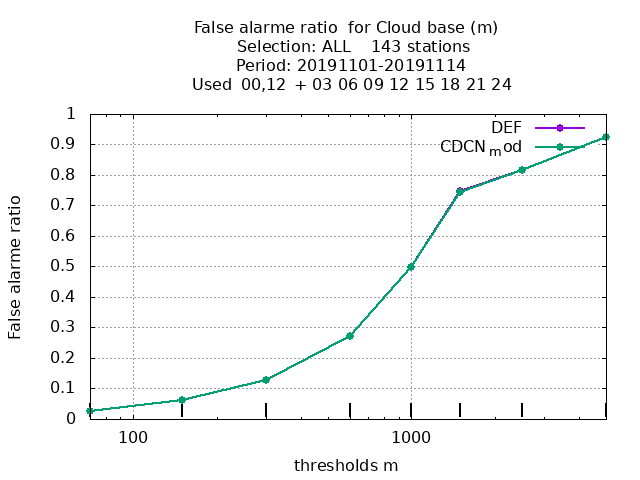 False alarme ratio  for Cloud base (m)
Selection: ALL    143 stations
Period: 20191101-20191114
Used  00,12  + 03 06 09 12 15 18 21 24
DEF
CDCNmod
1
0.9
0.8
0.7
0.6
0.5
0.4
0.3
0.2
0.1
0
False alarme ratio
100
1000
thresholds m